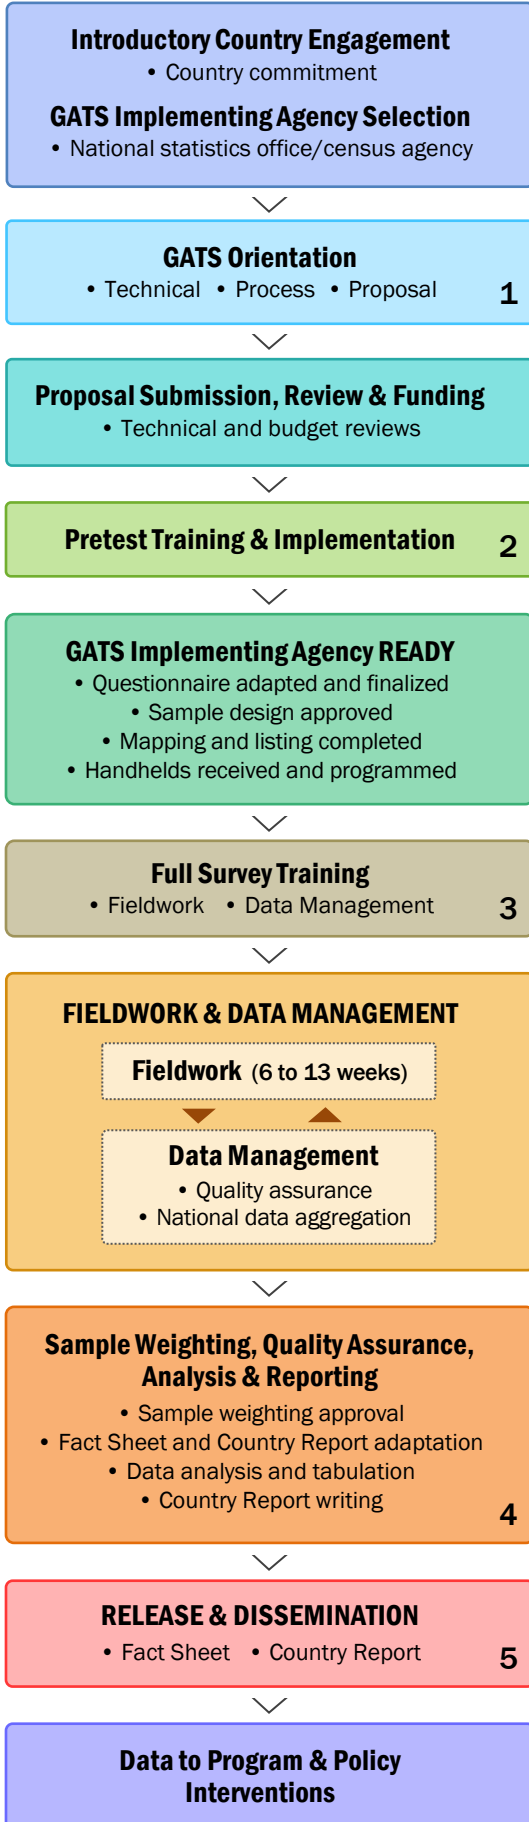 Introductory Country Engagement
• Country commitment
GATS Implementing Agency Selection
• National statistics office/census agency
GATS Orientation
• Technical • Process • Proposal
1
Proposal Submission, Review & Funding
• Technical and budget reviews
Pretest Training & Implementation
2
GATS Implementing Agency READY
• Questionnaire adapted and finalized
• Sample design approved
• Mapping and listing completed
• Handhelds received and programmed
Full Survey Training
• Fieldwork • Data Management
3
FIELDWORK & DATA MANAGEMENT
Fieldwork (6 to 13 weeks)
Data Management
• Quality assurance
• National data aggregation
Sample Weighting, Quality Assurance,
Analysis & Reporting
• Sample weighting approval
• Fact Sheet and Country Report adaptation
• Data analysis and tabulation
• Country Report writing
4
RELEASE & DISSEMINATION
• Fact Sheet • Country Report
5
Data to Program & Policy
Interventions